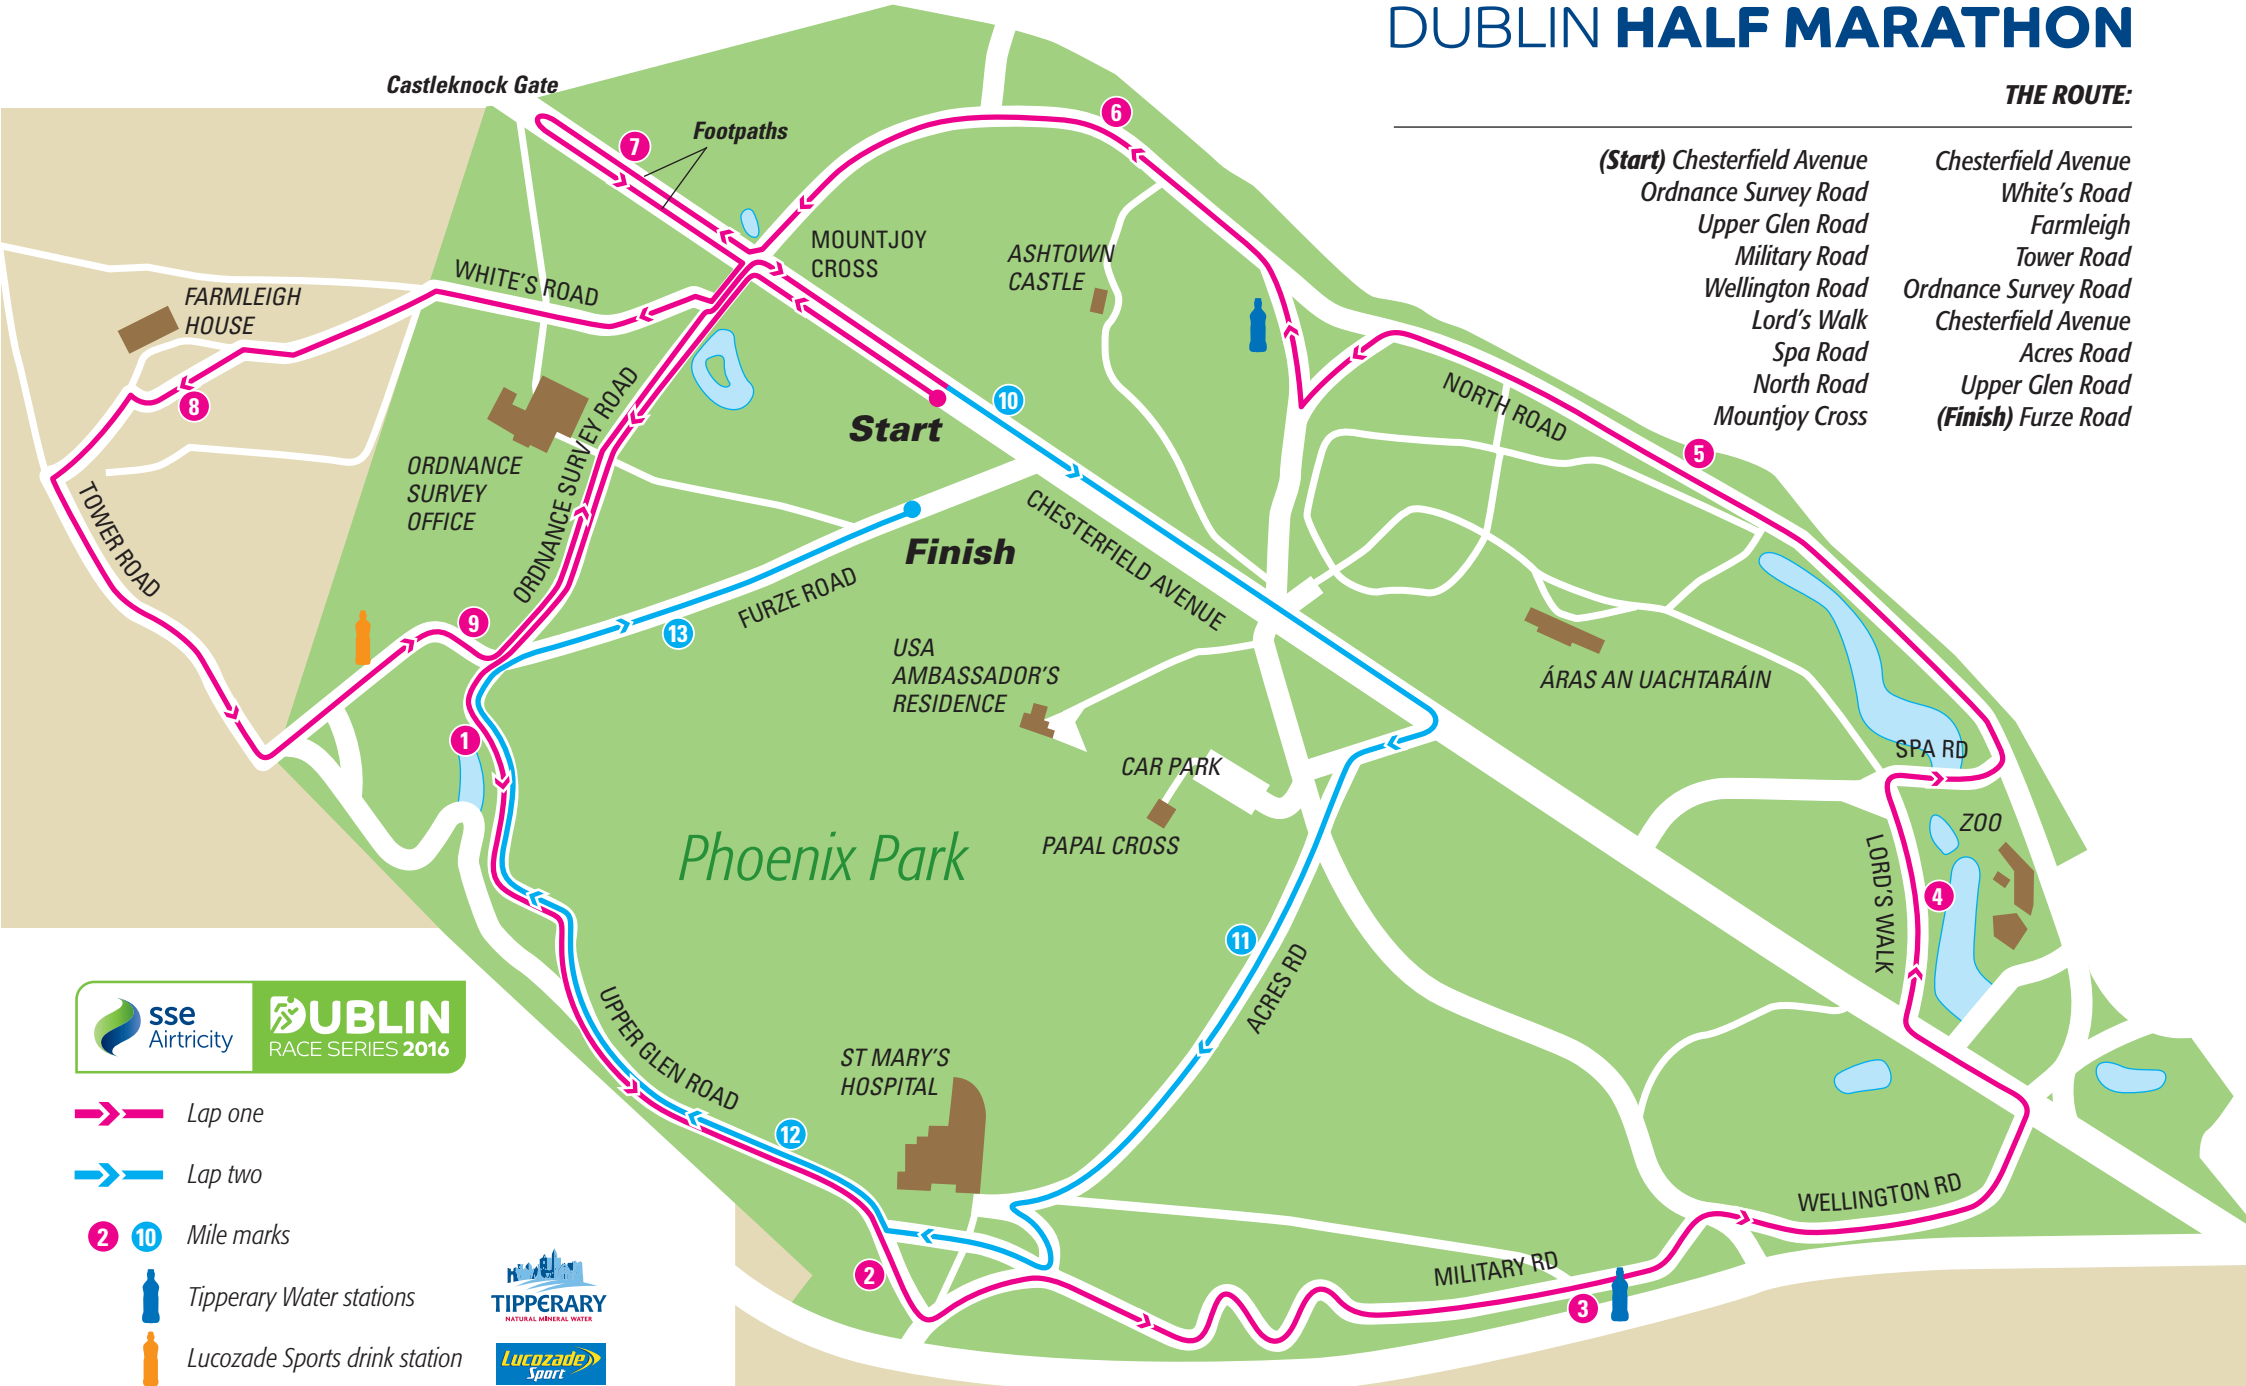 DUBLIN HALF MARATHON
THE ROUTE:
(Start) Chesterfield Avenue
Ordnance Survey Road
Upper Glen Road
Military Road
Wellington Road
Lord's Walk
Spa Road
North Road
Mountjoy Cross
Chesterfield Avenue
White's Road
Farmleigh
Tower Road
Ordnance Survey Road
Chesterfield Avenue
Acres Road
Upper Glen Road
(Finish) Furze Road
Castleknock Gate
Footpaths
7
6
MOUNTJOY
CROSS
ASHTOWN
CASTLE
WHITE'S ROAD
FARMLEIGH
HOUSE
8
10
Start
NORTH ROAD
5
ORDNANCE
SURVEY
OFFICE
ORDNANCE SURVEY ROAD
TOWER ROAD
Finish
CHESTERFIELD AVENUE
FURZE ROAD
9
13
USA
AMBASSADOR'S
RESIDENCE
ÁRAS AN UACHTARÁIN
1
SPA RD
CAR PARK
PAPAL CROSS
ZOO
Phoenix Park
LORD'S WALK
4
11
ACRES RD
UPPER GLEN ROAD
ST MARY'S
HOSPITAL
12
WELLINGTON RD
2
MILITARY RD
3
sse
Airtricity
DUBLIN
RACE SERIES 2016
Lap one
Lap two
2 10 Mile marks
Tipperary Water stations
TIPPERARY
NATURAL MINERAL WATER
Lucozade Sports drink station
Lucozade
Sport